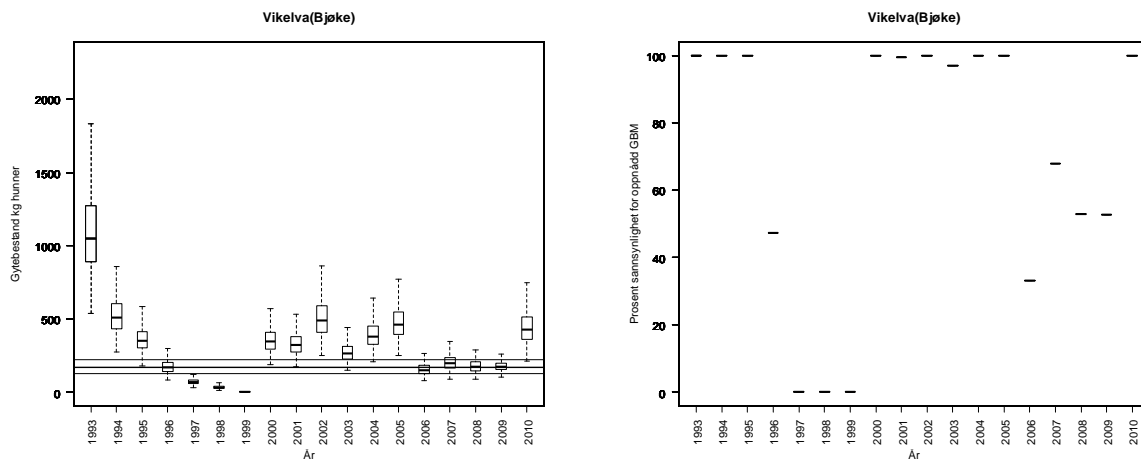 Vikelva(Bjøke)
Gytebestand kg hunner
2000
1500
1000
500
0
1993 1994 1995 1996 1997 1998 1999 2000 2001 2002 2003 2004 2005 2006 2007 2008 2009 2010
År
Vikelva(Bjøke)
Prosent sannsynlighet for oppnådd GBM
100
80
60
40
20
0
1993 1994 1995 1996 1997 1998 1999 2000 2001 2002 2003 2004 2005 2006 2007 2008 2009 2010
År